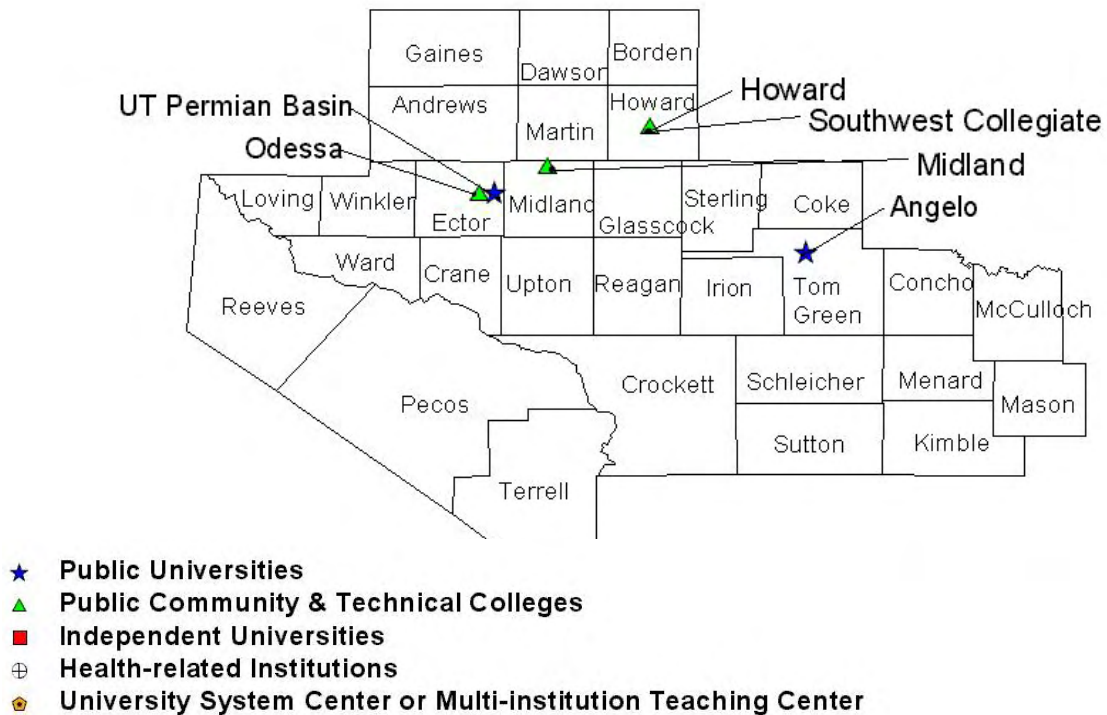 Gaines
Dawson
Borden
UT Permian Basin
Andrews
Howard
Howard
Martin
Southwest Collegiate
Odessa
Midland
Loving
Winkler
Ector
Midland
Glasscock
Sterling
Coke
Angelo
Ward
Crane
Upton
Reagan
Irion
Tom
Green
Concho
McCulloch
Reeves
Pecos
Crockett
Schleicher
Menard
Mason
Sutton
Kimble
Terrell
Public Universities
Public Community & Technical Colleges
Independent Universities
Health-related Institutions
University System Center or Multi-institution Teaching Center